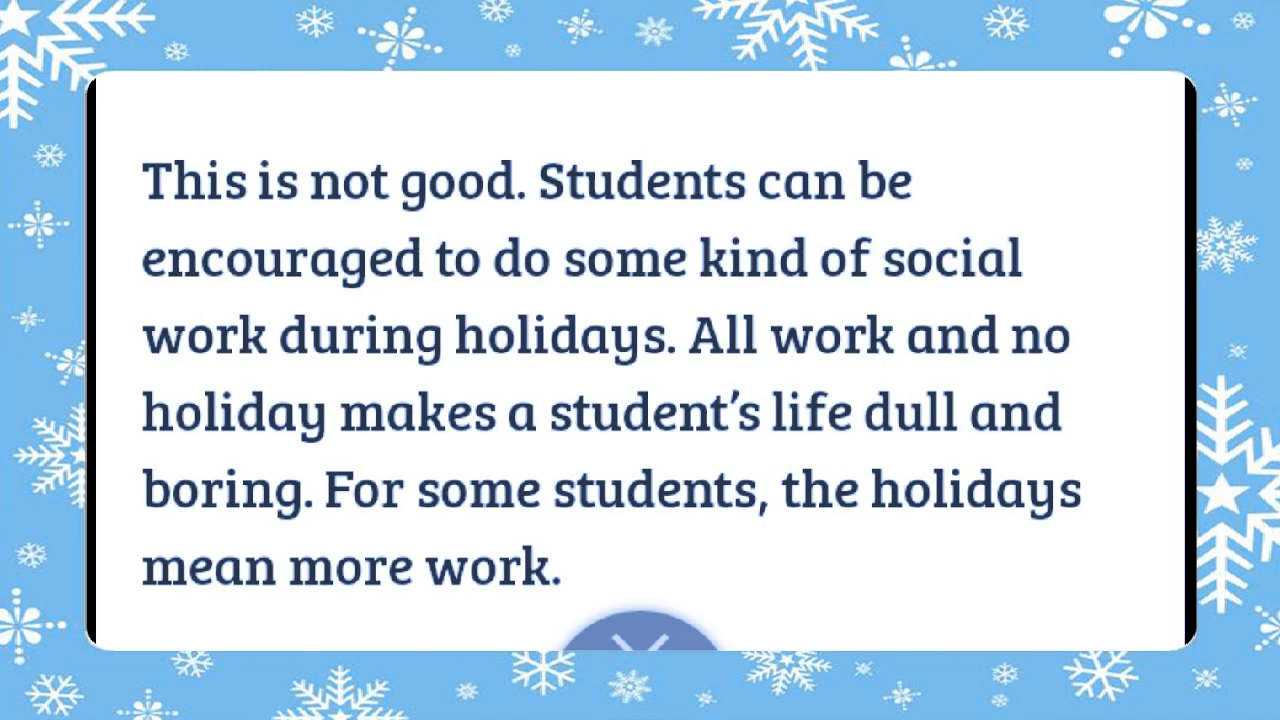 This is not good. Students can be
encouraged to do some kind of social
work during holidays. All work and no
holiday makes a student’s life dull and
boring. For some students, the holidays
mean more work.